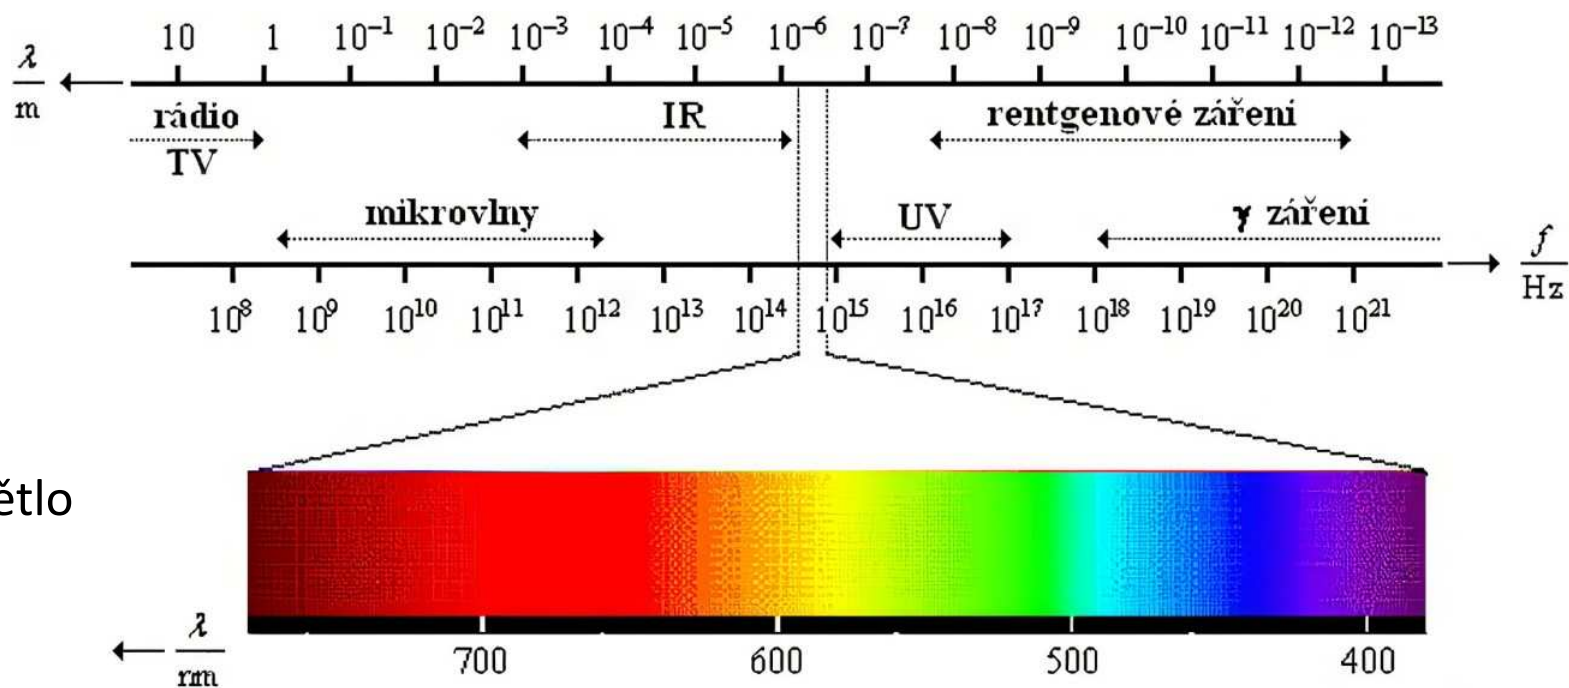 10 1 10⁻¹ 10⁻² 10⁻³ 10⁻⁴ 10⁻⁵ 10⁻⁶ 10⁻⁷ 10⁻⁸ 10⁻⁹ 10⁻¹⁰ 10⁻¹¹ 10⁻¹² 10⁻¹³
λ
m
rádio IR rentgenové záření
TV
mikrovlny UV γ záření
f
Hz
10⁸ 10⁹ 10¹⁰ 10¹¹ 10¹² 10¹³ 10¹⁴ 10¹⁵ 10¹⁶ 10¹⁷ 10¹⁸ 10¹⁹ 10²⁰ 10²¹
ětlo
λ
nm
700 600 500 400